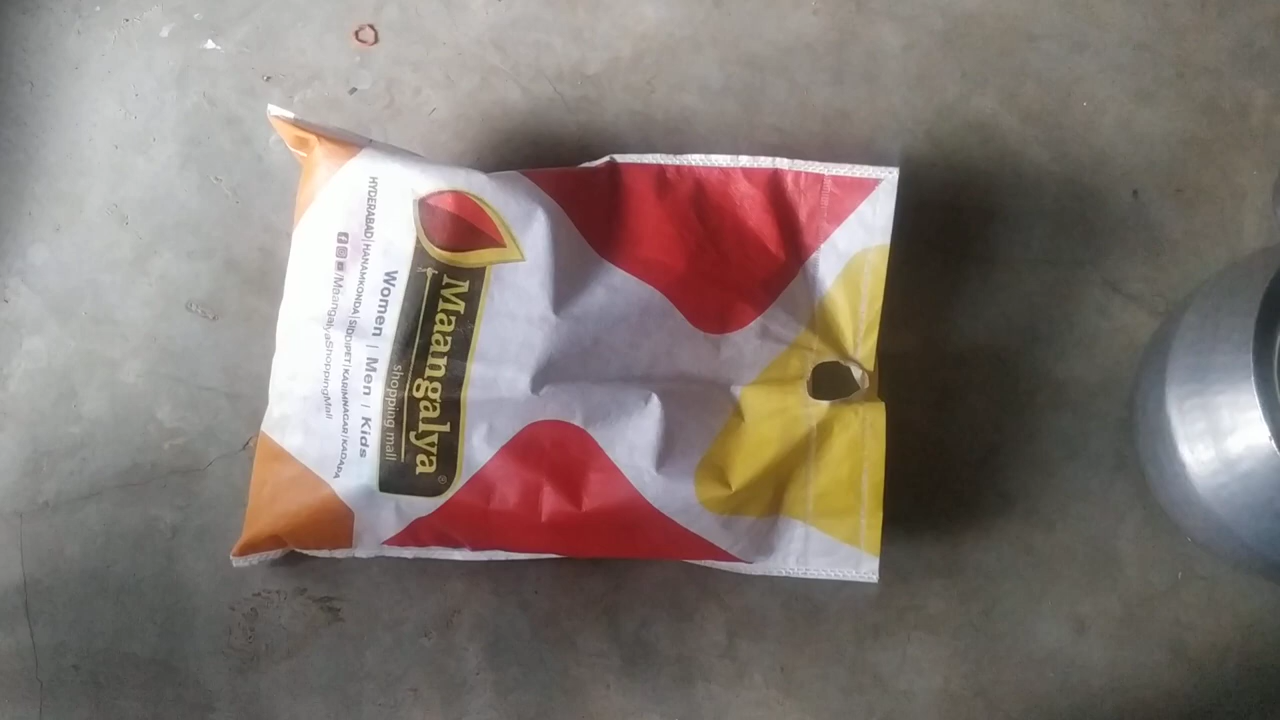 Maangalya®
shopping mall
Women | Men | Kids
HYDERABAD|HANAMKONDA|SIDDIPET|KARIMNAGAR|KADAPA
/MaangalyaShoppingMall